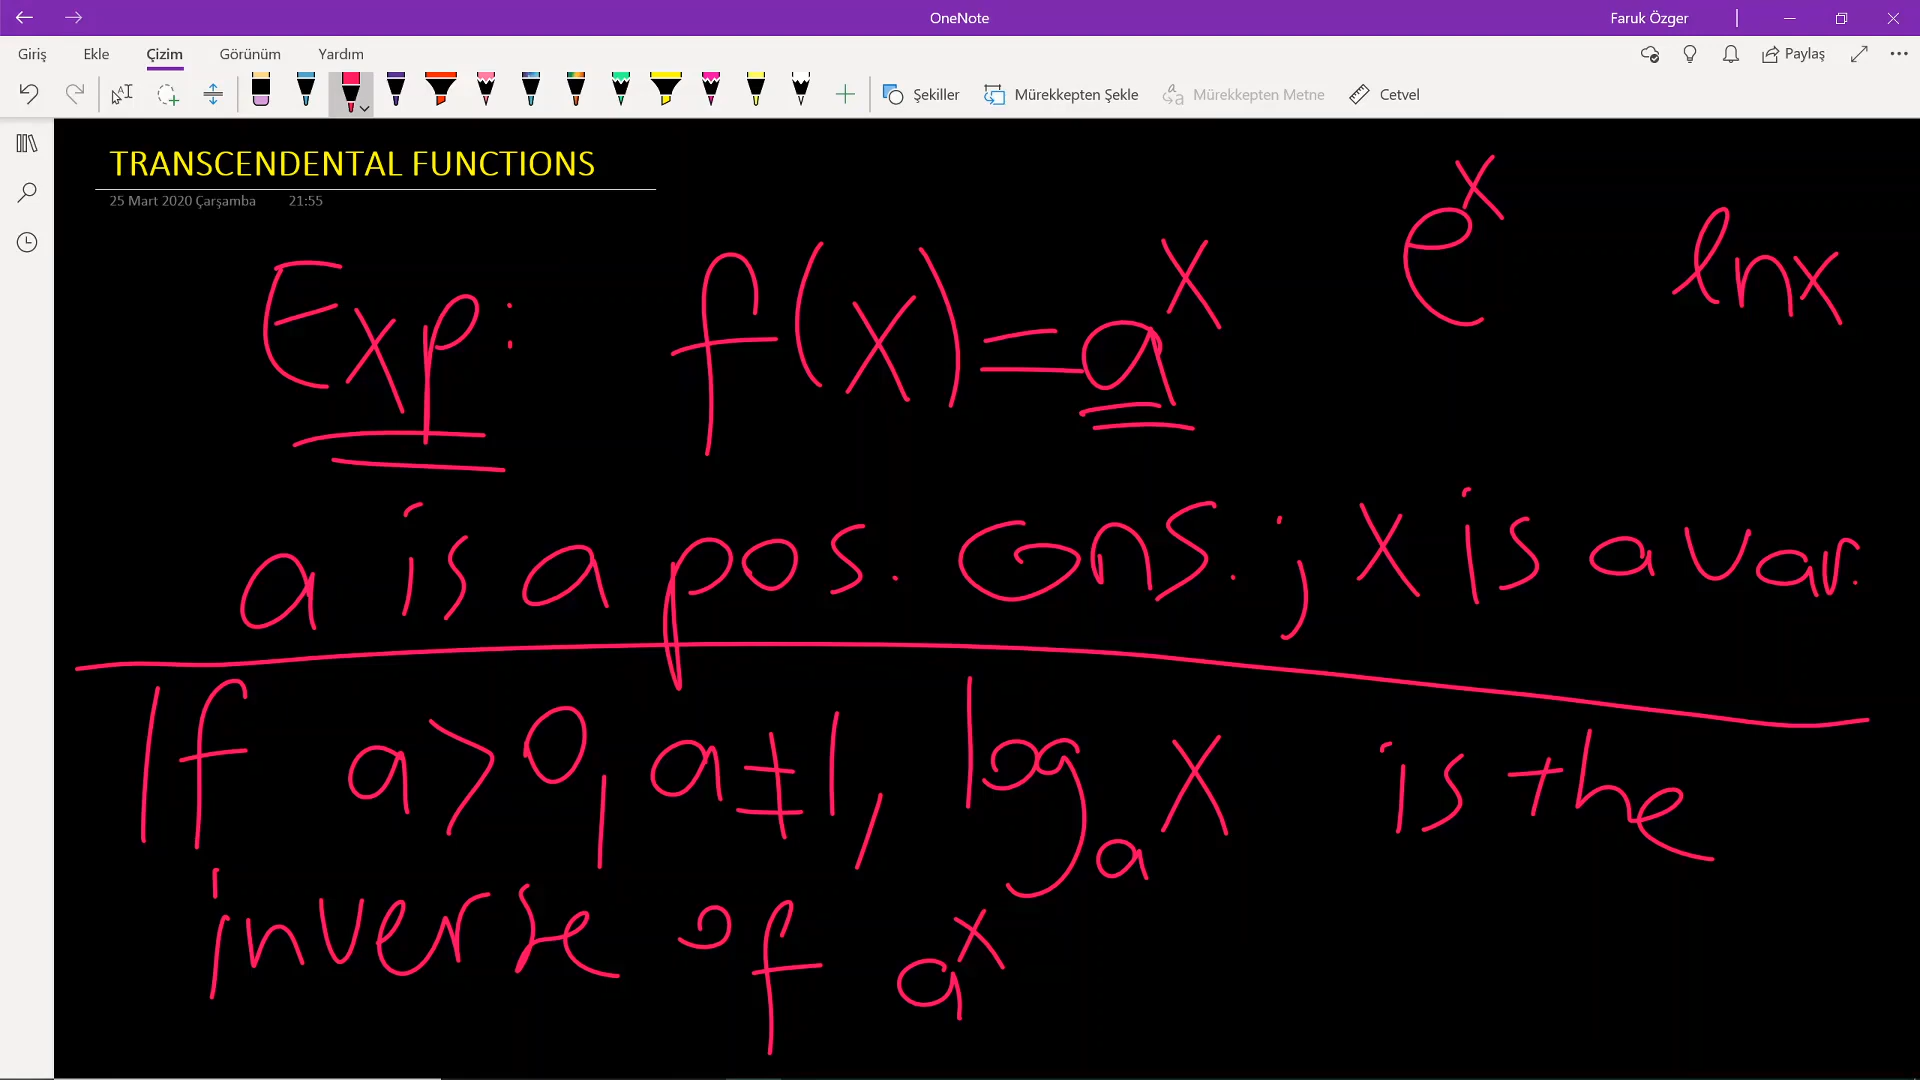 OneNote
Faruk Özger
Giriş Ekle Çizim Görünüm Yardım
Paylaş
Şekiller Mürekkepten Şekle Mürekkepten Metne Cetvel
TRANSCENDENTAL FUNCTIONS
25 Mart 2020 Çarşamba 21:55
e^x lnx
Exp: f(x)=a^x
a is a pos. cons. ; x is a var.
If a>0, a≠1, log_a x is the
inverse of a^x